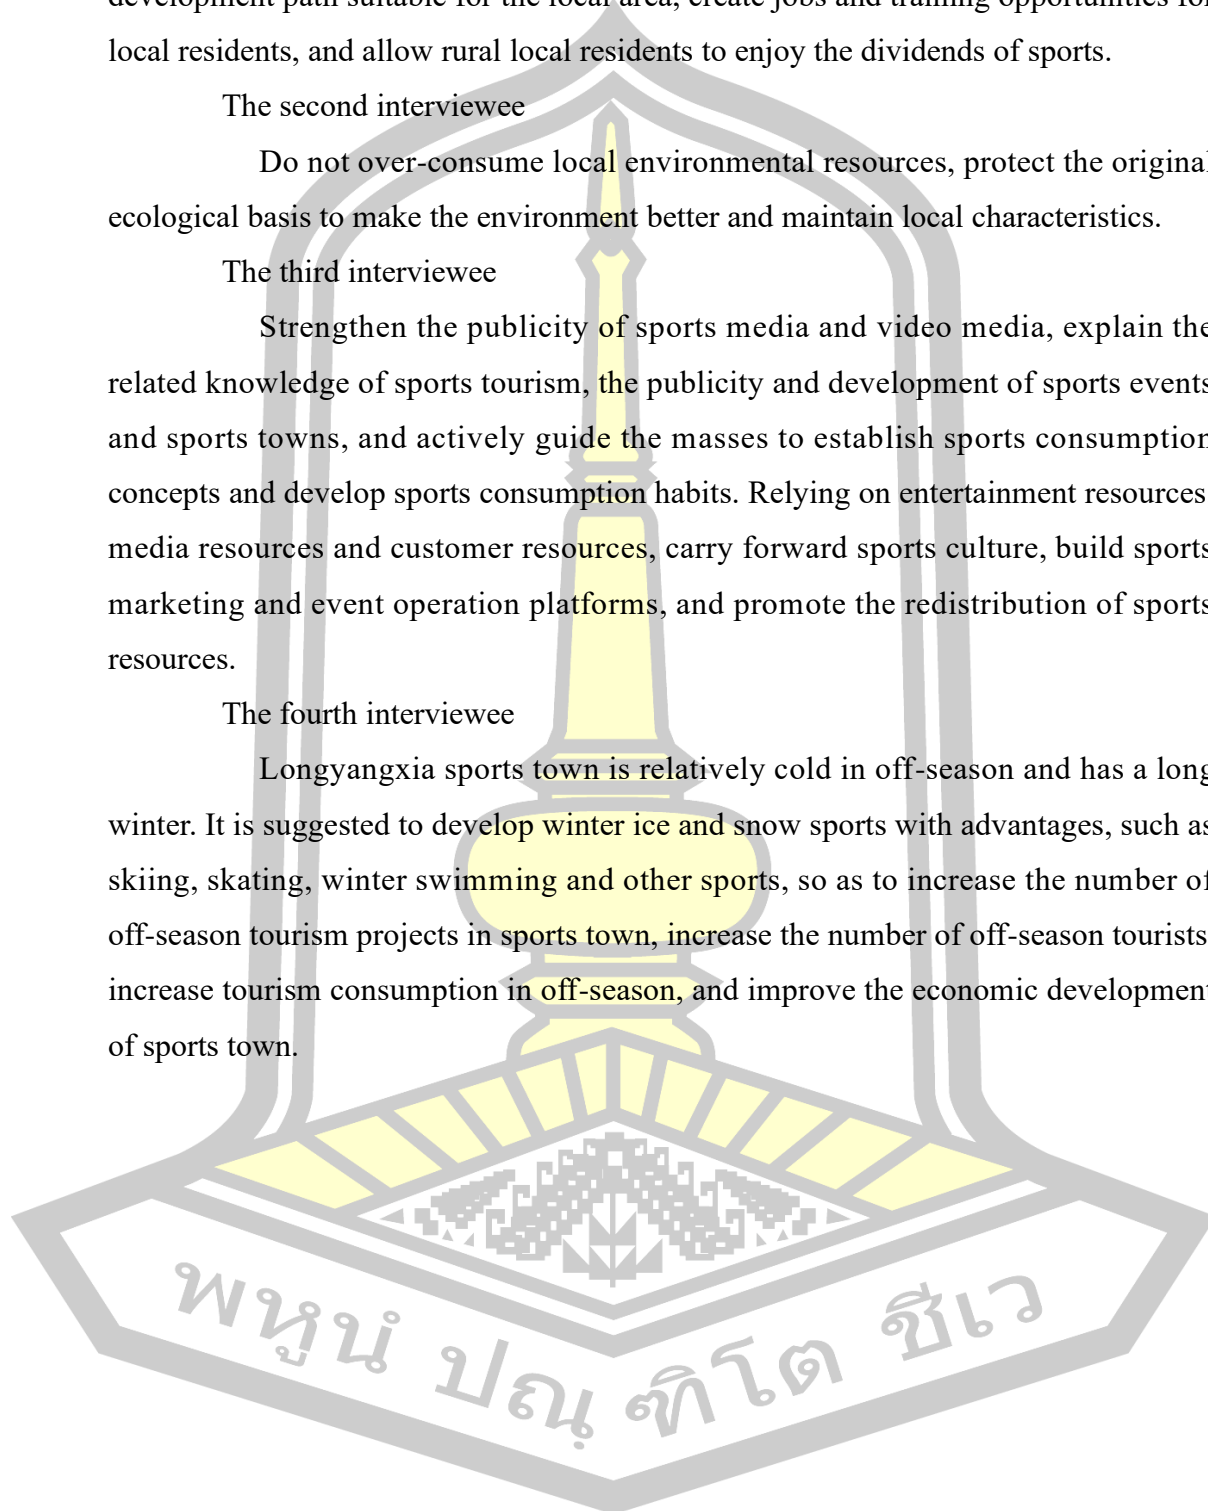 development path suitable for the local area, create jobs and training opportunities for
local residents, and allow rural local residents to enjoy the dividends of sports.
The second interviewee
Do not over-consume local environmental resources, protect the original
ecological basis to make the environment better and maintain local characteristics.
The third interviewee
Strengthen the publicity of sports media and video media, explain the
related knowledge of sports tourism, the publicity and development of sports events
and sports towns, and actively guide the masses to establish sports consumption
concepts and develop sports consumption habits. Relying on entertainment resources
media resources and customer resources, carry forward sports culture, build sports
marketing and event operation platforms, and promote the redistribution of sports
resources.
The fourth interviewee
Longyangxia sports town is relatively cold in off-season and has a long
winter. It is suggested to develop winter ice and snow sports with advantages, such as
skiing, skating, winter swimming and other sports, so as to increase the number of
off-season tourism projects in sports town, increase the number of off-season tourists
increase tourism consumption in off-season, and improve the economic development
of sports town.
พหูนํ ปณฺฑิโต ชีเว